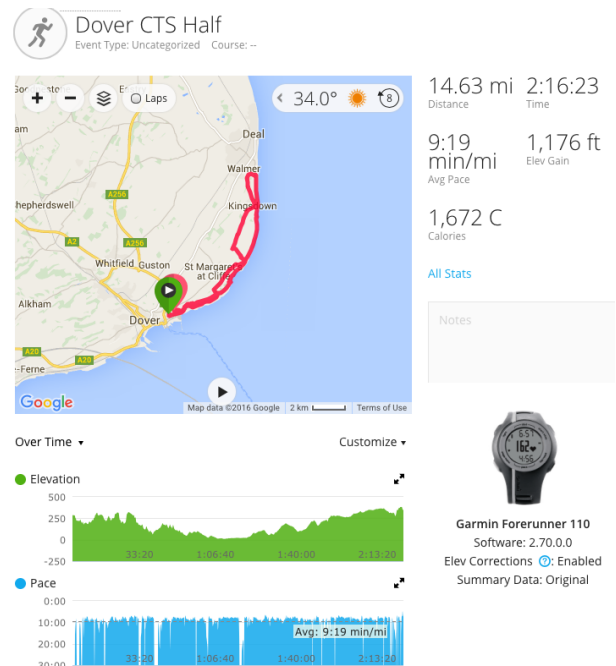 Dover CTS Half
Event Type: Uncategorized Course: --
+ − Laps
34.0° 8
Deal
Walmer
Kingsdown
A256
A2
A256
Whitfield Guston
St Margarets
at Cliffe
Alkham
Dover
A20
A20
Google
Map data ©2016 Google 2 km Terms of Use
14.63 mi 2:16:23
Distance Time
9:19 1,176 ft
min/mi Elev Gain
Avg Pace
1,672 C
Calories
All Stats
Notes
Over Time Customize
Elevation
500
250
0
-250
33:20 1:06:40 1:40:00 2:13:20
Pace
0:00
10:00
Avg: 9:19 min/mi
20:00
33:20 1:06:40 1:40:00 2:13:20
30:00
6:57
162
4:56
Garmin Forerunner 110
Software: 2.70.0.0
Elev Corrections ?: Enabled
Summary Data: Original